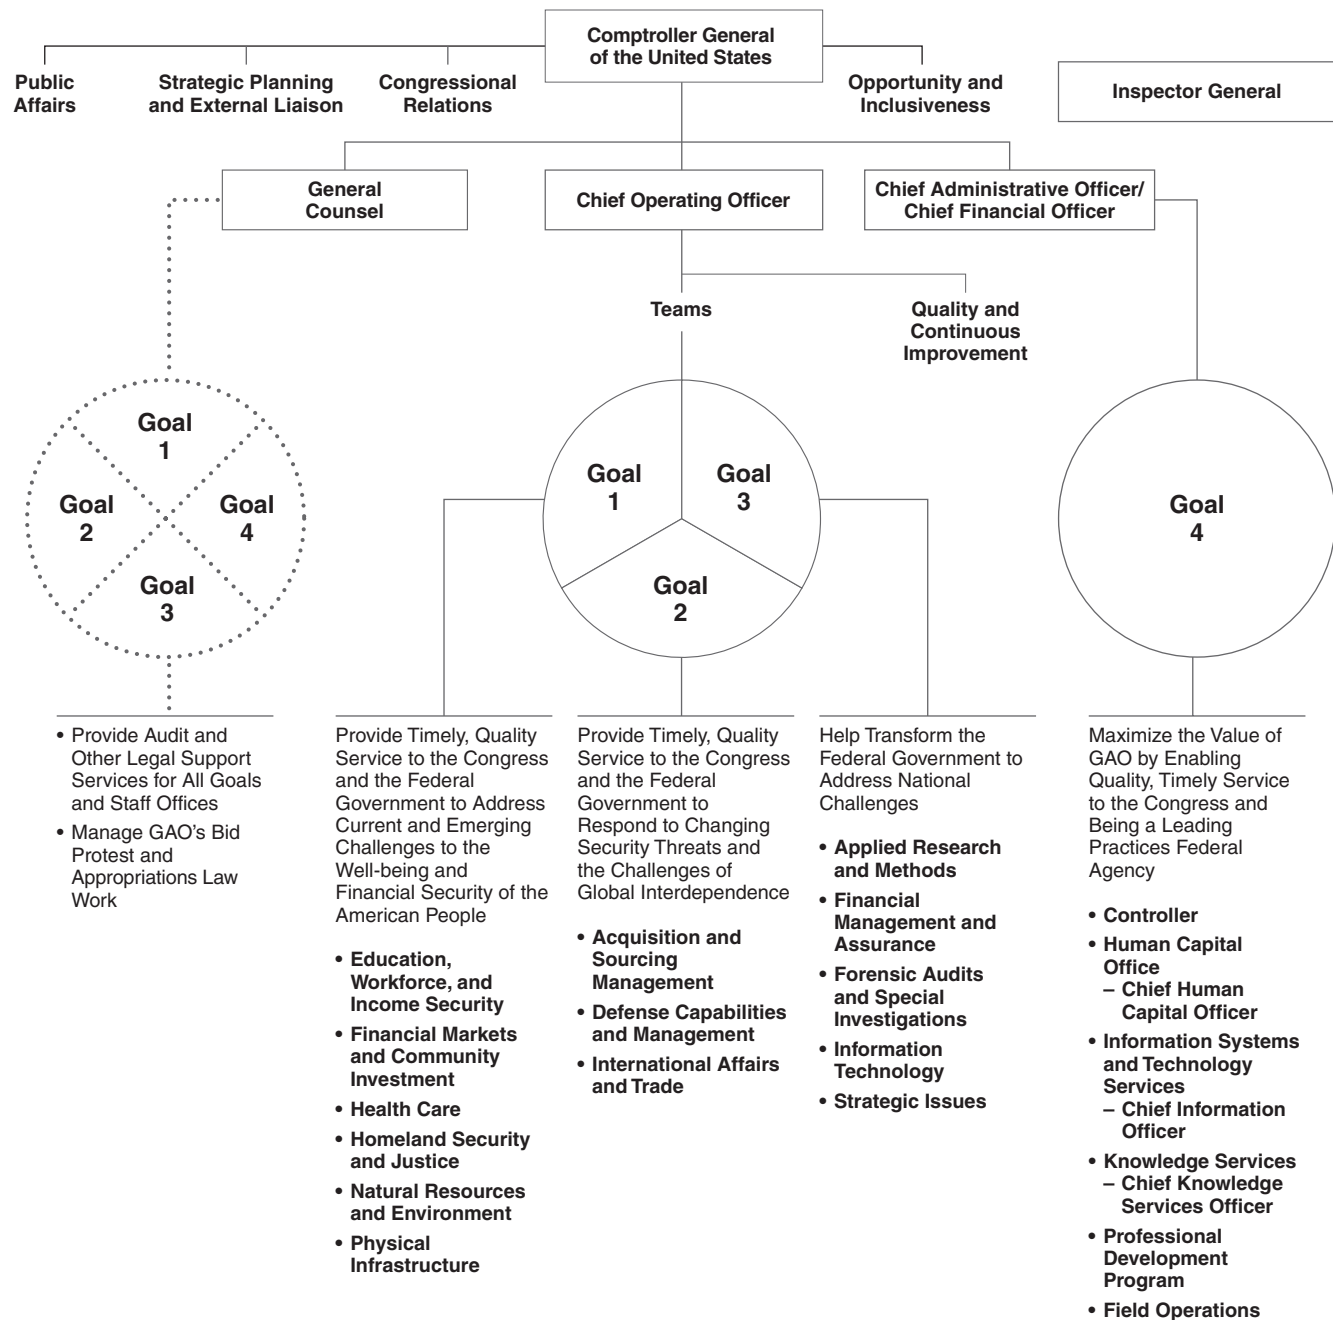 Comptroller General
of the United States
Public
Affairs
Strategic Planning
and External Liaison
Congressional
Relations
Opportunity and
Inclusiveness
Inspector General
General
Counsel
Chief Operating Officer
Chief Administrative Officer/
Chief Financial Officer
Teams
Quality and
Continuous
Improvement
Goal
1
Goal
2
Goal
4
Goal
3
Goal
1
Goal
3
Goal
2
Goal
4
• Provide Audit and
Other Legal Support
Services for All Goals
and Staff Offices
• Manage GAO's Bid
Protest and
Appropriations Law
Work
Provide Timely, Quality
Service to the Congress
and the Federal
Government to Address
Current and Emerging
Challenges to the
Well-being and
Financial Security of the
American People
• Education,
Workforce, and
Income Security
• Financial Markets
and Community
Investment
• Health Care
• Homeland Security
and Justice
• Natural Resources
and Environment
• Physical
Infrastructure
Provide Timely, Quality
Service to the Congress
and the Federal
Government to
Respond to Changing
Security Threats and
the Challenges of
Global Interdependence
• Acquisition and
Sourcing
Management
• Defense Capabilities
and Management
• International Affairs
and Trade
Help Transform the
Federal Government to
Address National
Challenges
• Applied Research
and Methods
• Financial
Management and
Assurance
• Forensic Audits
and Special
Investigations
• Information
Technology
• Strategic Issues
Maximize the Value of
GAO by Enabling
Quality, Timely Service
to the Congress and
Being a Leading
Practices Federal
Agency
• Controller
• Human Capital
Office
– Chief Human
Capital Officer
• Information Systems
and Technology
Services
– Chief Information
Officer
• Knowledge Services
– Chief Knowledge
Services Officer
• Professional
Development
Program
• Field Operations